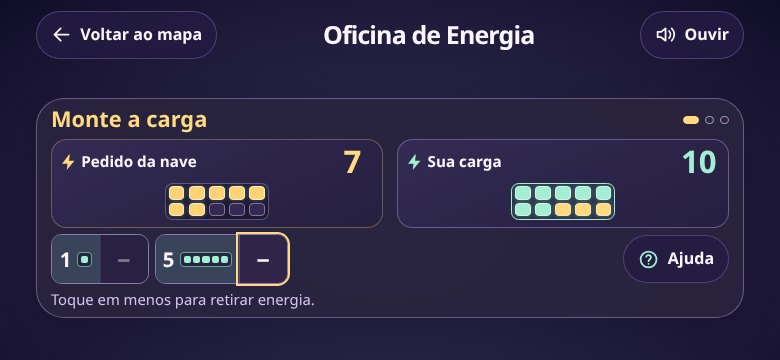 Voltar ao mapa
Oficina de Energia
Ouvir
Monte a carga
Pedido da nave
7
Sua carga
10
1 –
5 –
Ajuda
Toque em menos para retirar energia.